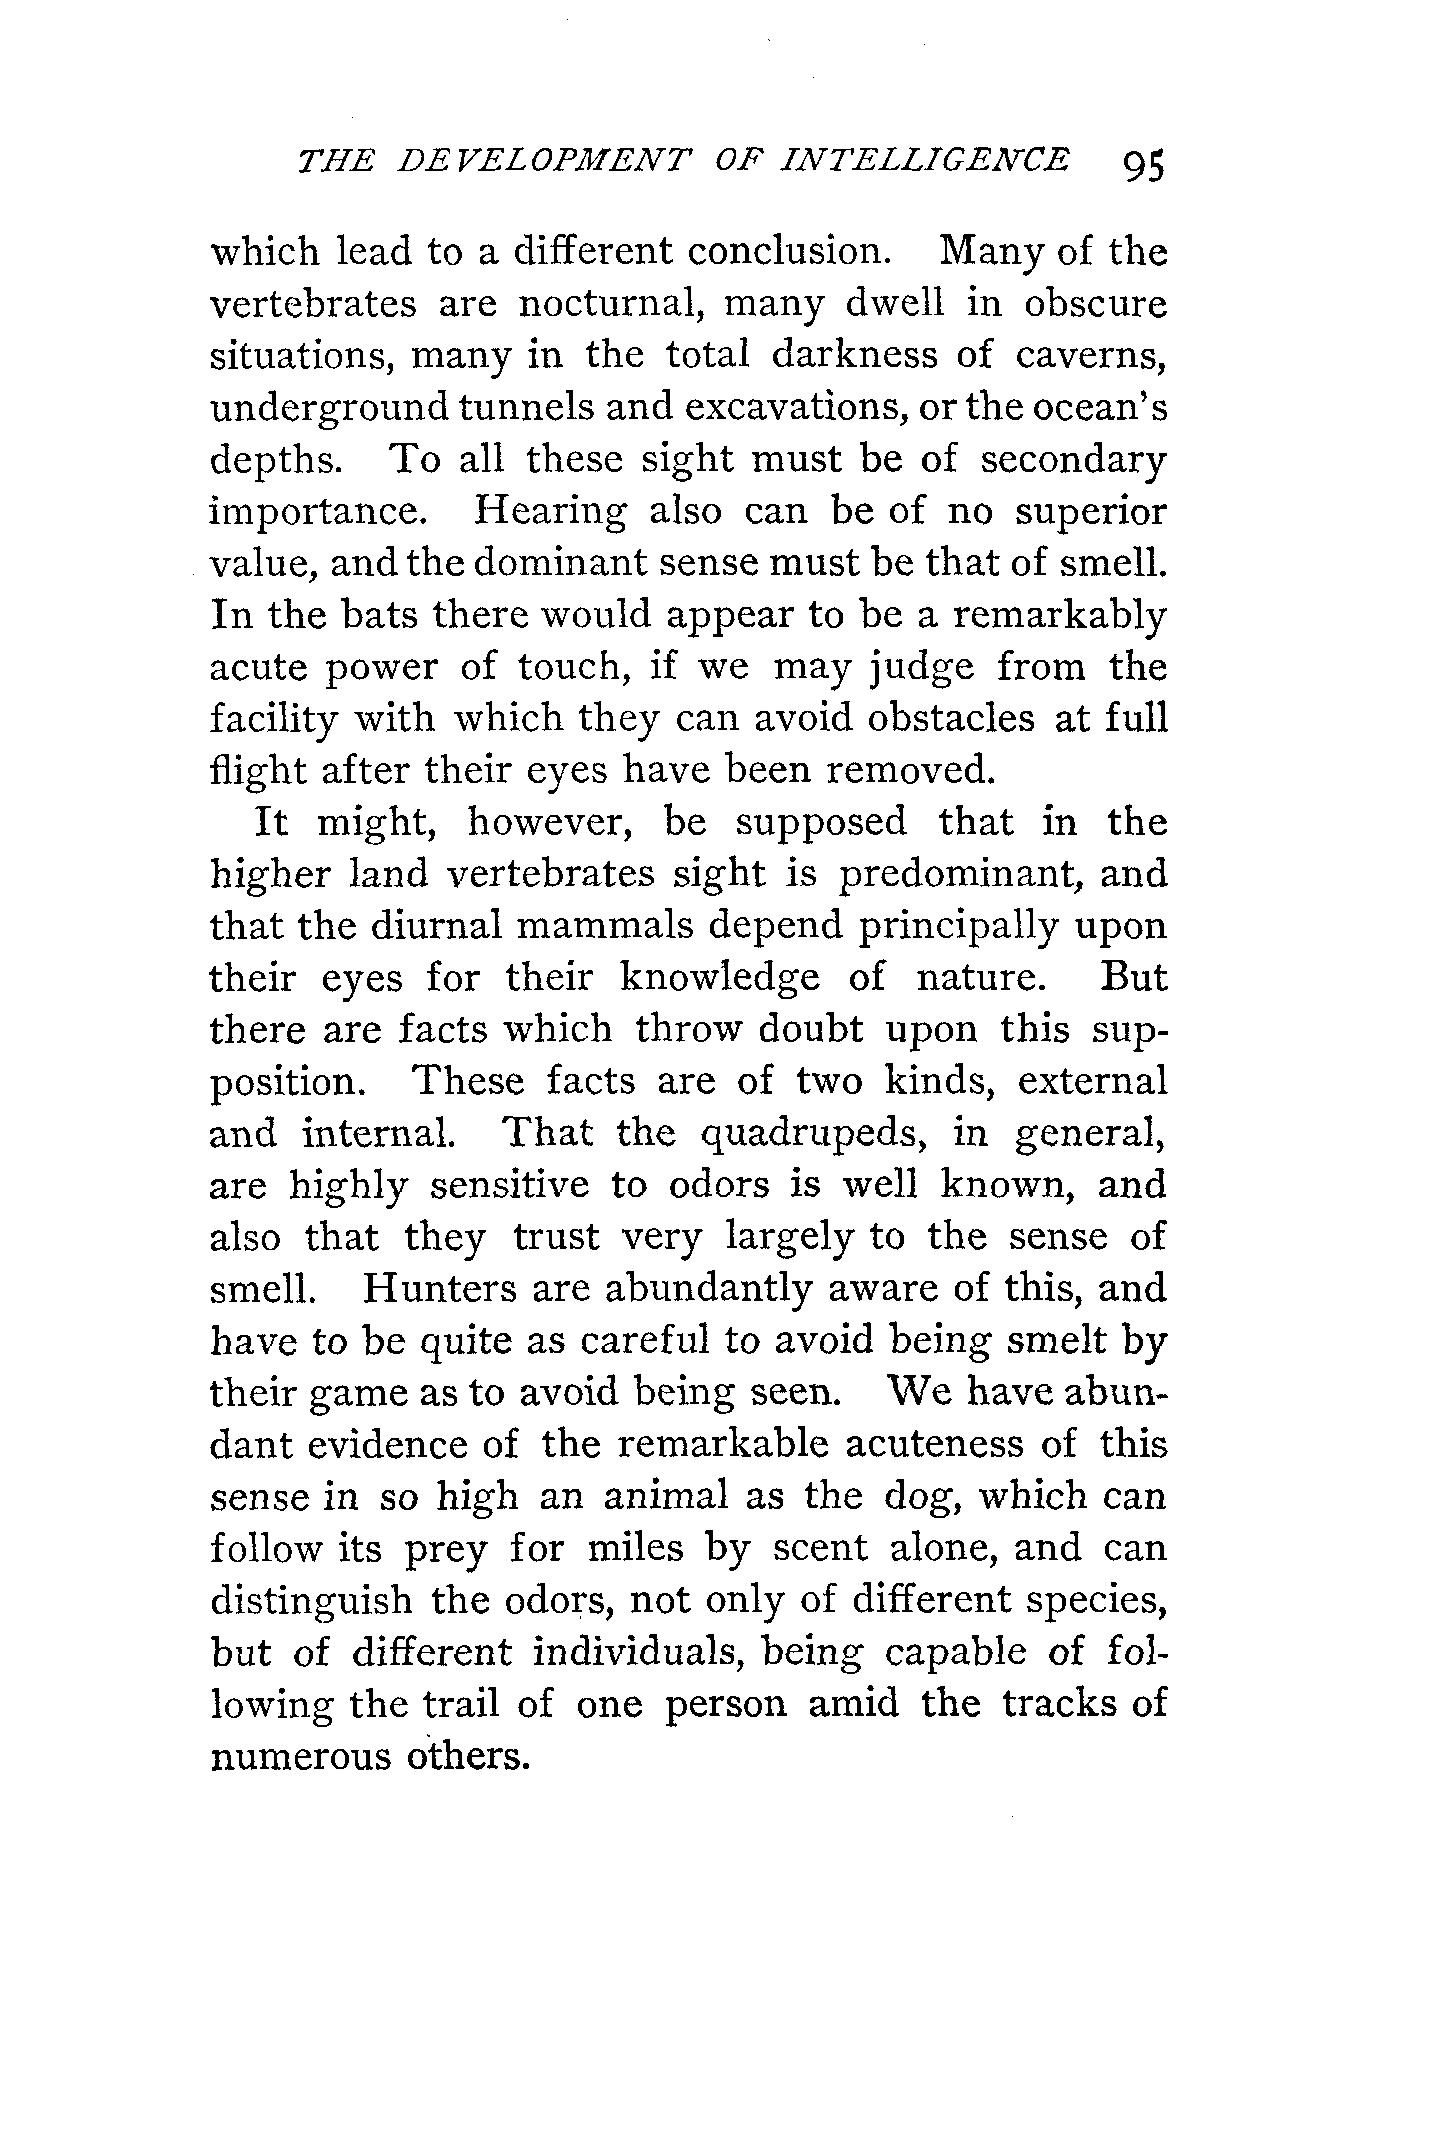 THE DEVELOPMENT OF INTELLIGENCE 95
which lead to a different conclusion. Many of the
vertebrates are nocturnal, many dwell in obscure
situations, many in the total darkness of caverns,
underground tunnels and excavations, or the ocean's
depths. To all these sight must be of secondary
importance. Hearing also can be of no superior
value, and the dominant sense must be that of smell.
In the bats there would appear to be a remarkably
acute power of touch, if we may judge from the
facility with which they can avoid obstacles at full
flight after their eyes have been removed.
It might, however, be supposed that in the
higher land vertebrates sight is predominant, and
that the diurnal mammals depend principally upon
their eyes for their knowledge of nature. But
there are facts which throw doubt upon this sup-
position. These facts are of two kinds, external
and internal. That the quadrupeds, in general,
are highly sensitive to odors is well known, and
also that they trust very largely to the sense of
smell. Hunters are abundantly aware of this, and
have to be quite as careful to avoid being smelt by
their game as to avoid being seen. We have abun-
dant evidence of the remarkable acuteness of this
sense in so high an animal as the dog, which can
follow its prey for miles by scent alone, and can
distinguish the odors, not only of different species,
but of different individuals, being capable of fol-
lowing the trail of one person amid the tracks of
numerous others.